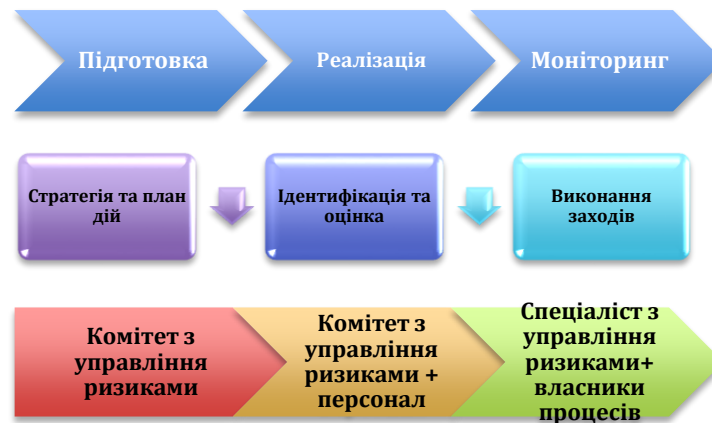 Підготовка
Реалізація
Моніторинг
Стратегія та план
дій
Ідентифікація та
оцінка
Виконання
заходів
Комітет з
управління
ризиками
Комітет з
управління
ризиками +
персонал
Спеціаліст з
управління
ризиками+
власники
процесів